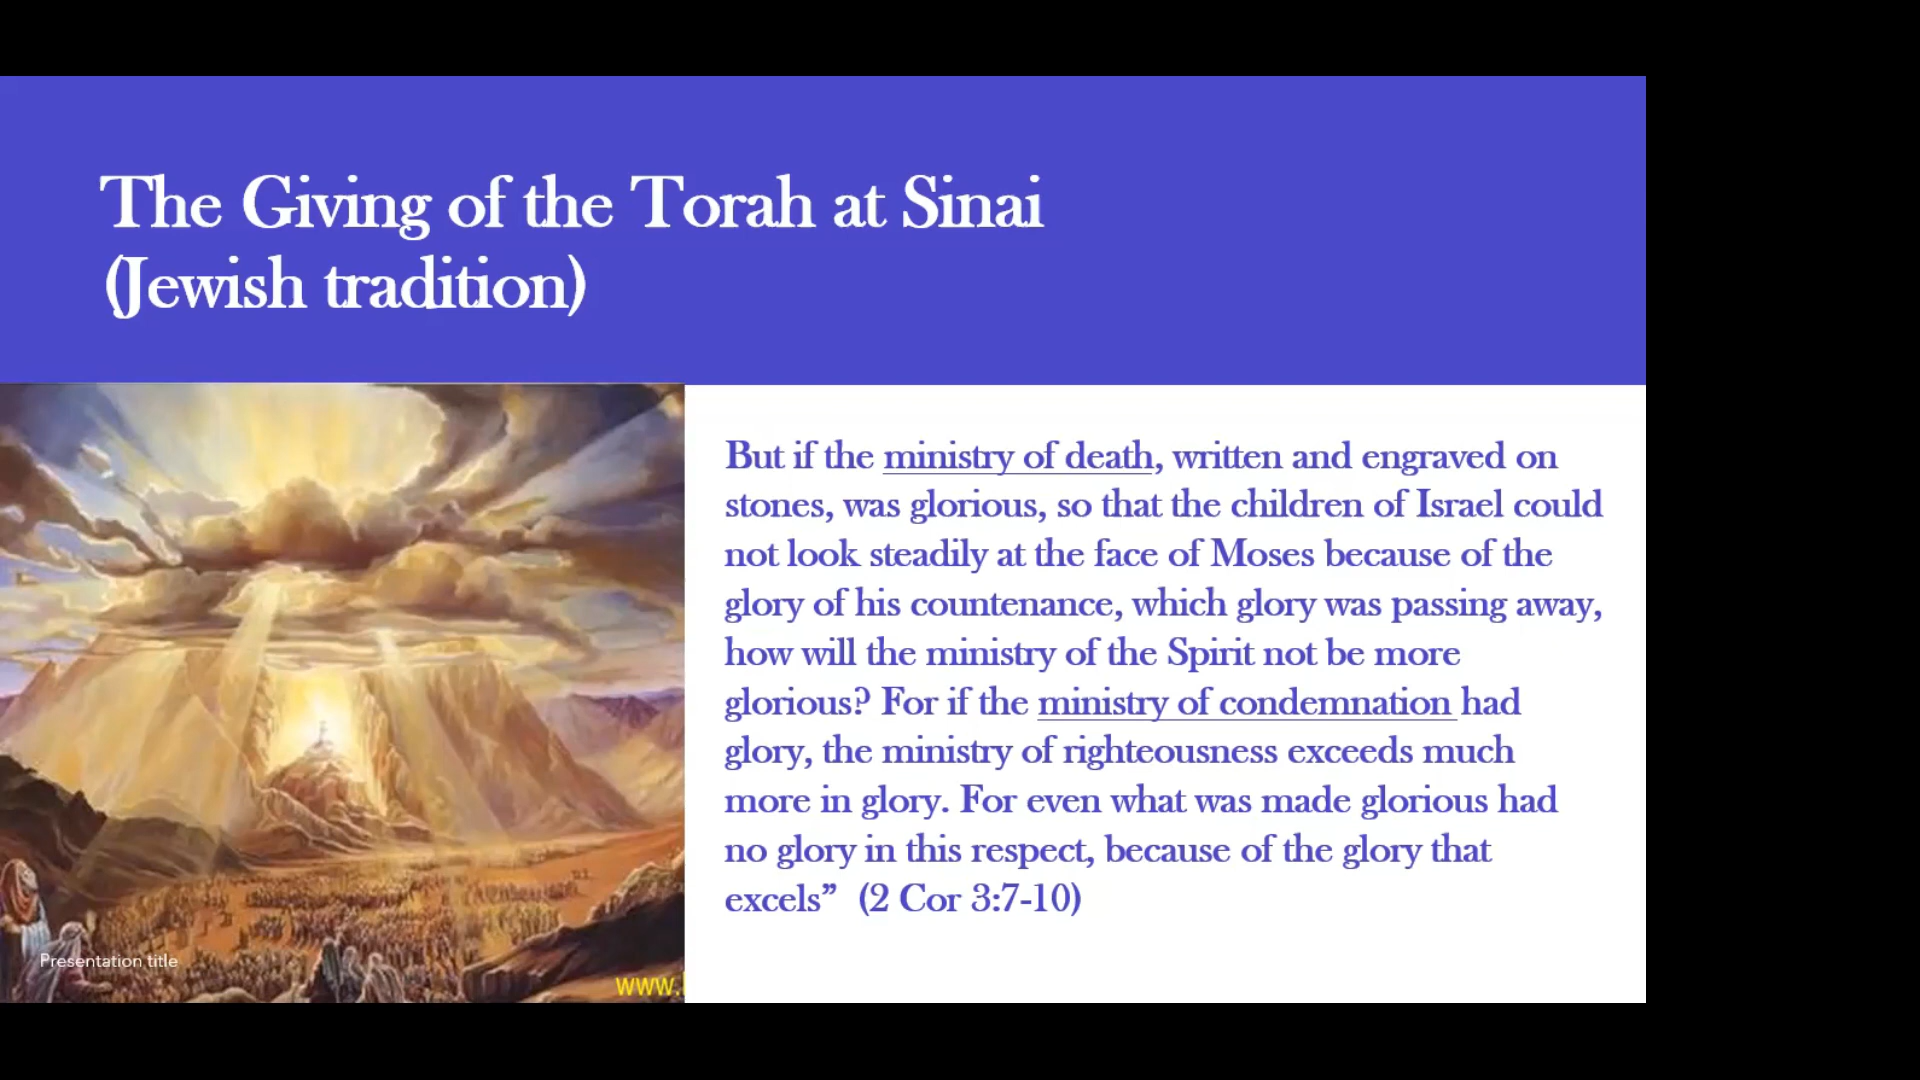 The Giving of the Torah at Sinai
(Jewish tradition)
But if the ministry of death, written and engraved on
stones, was glorious, so that the children of Israel could
not look steadily at the face of Moses because of the
glory of his countenance, which glory was passing away,
how will the ministry of the Spirit not be more
glorious? For if the ministry of condemnation had
glory, the ministry of righteousness exceeds much
more in glory. For even what was made glorious had
no glory in this respect, because of the glory that
excels” (2 Cor 3:7-10)
Presentation title
www.